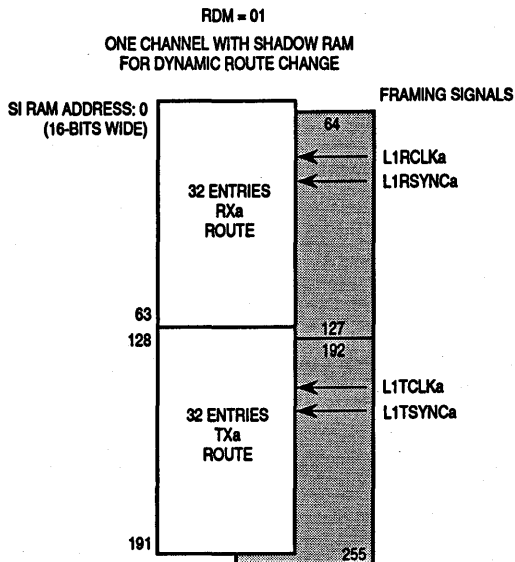 RDM = 01
ONE CHANNEL WITH SHADOW RAM
FOR DYNAMIC ROUTE CHANGE
FRAMING SIGNALS
SI RAM ADDRESS: 0
(16-BITS WIDE)
64
L1RCLKa
L1RSYNCa
32 ENTRIES
RXa
ROUTE
63
127
128
192
L1TCLKa
L1TSYNCa
32 ENTRIES
TXa
ROUTE
191
255